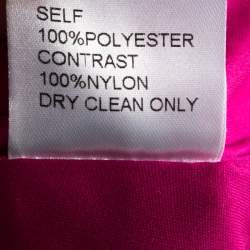 SELF
100%POLYESTER
CONTRAST
100%NYLON
DRY CLEAN ONLY